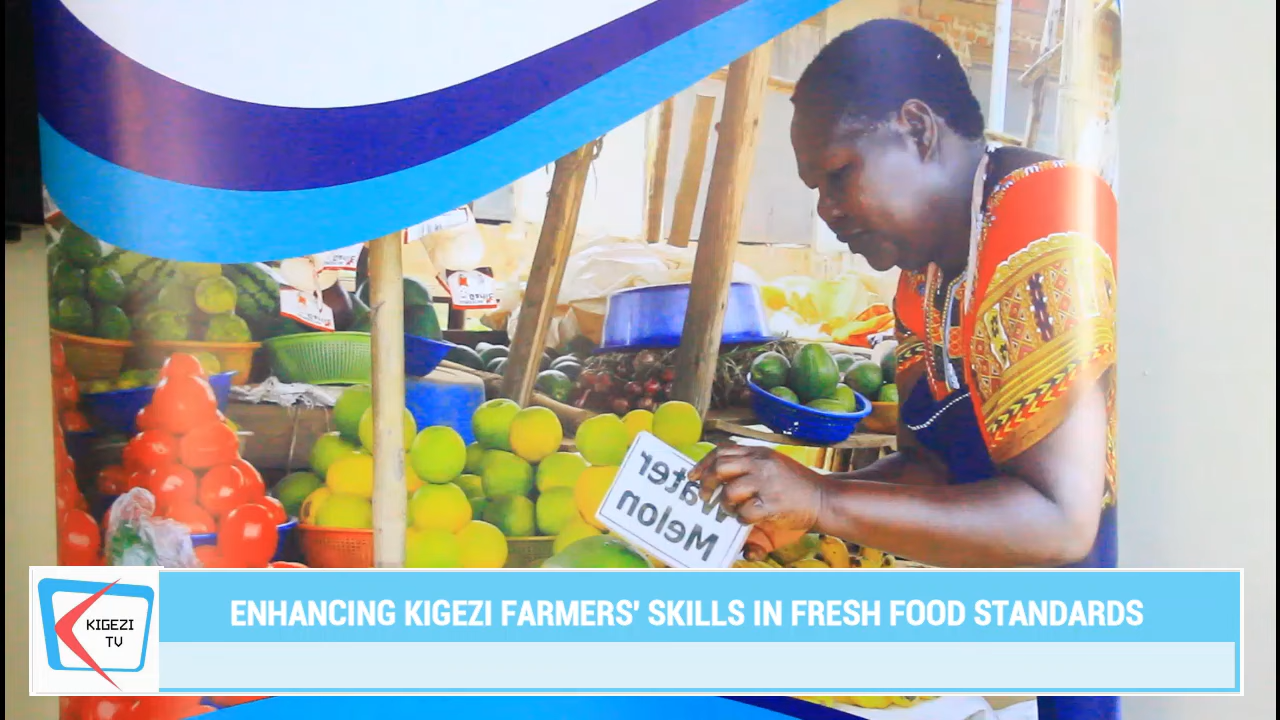 Water
Melon
ENHANCING KIGEZI FARMERS' SKILLS IN FRESH FOOD STANDARDS
KIGEZI
TV